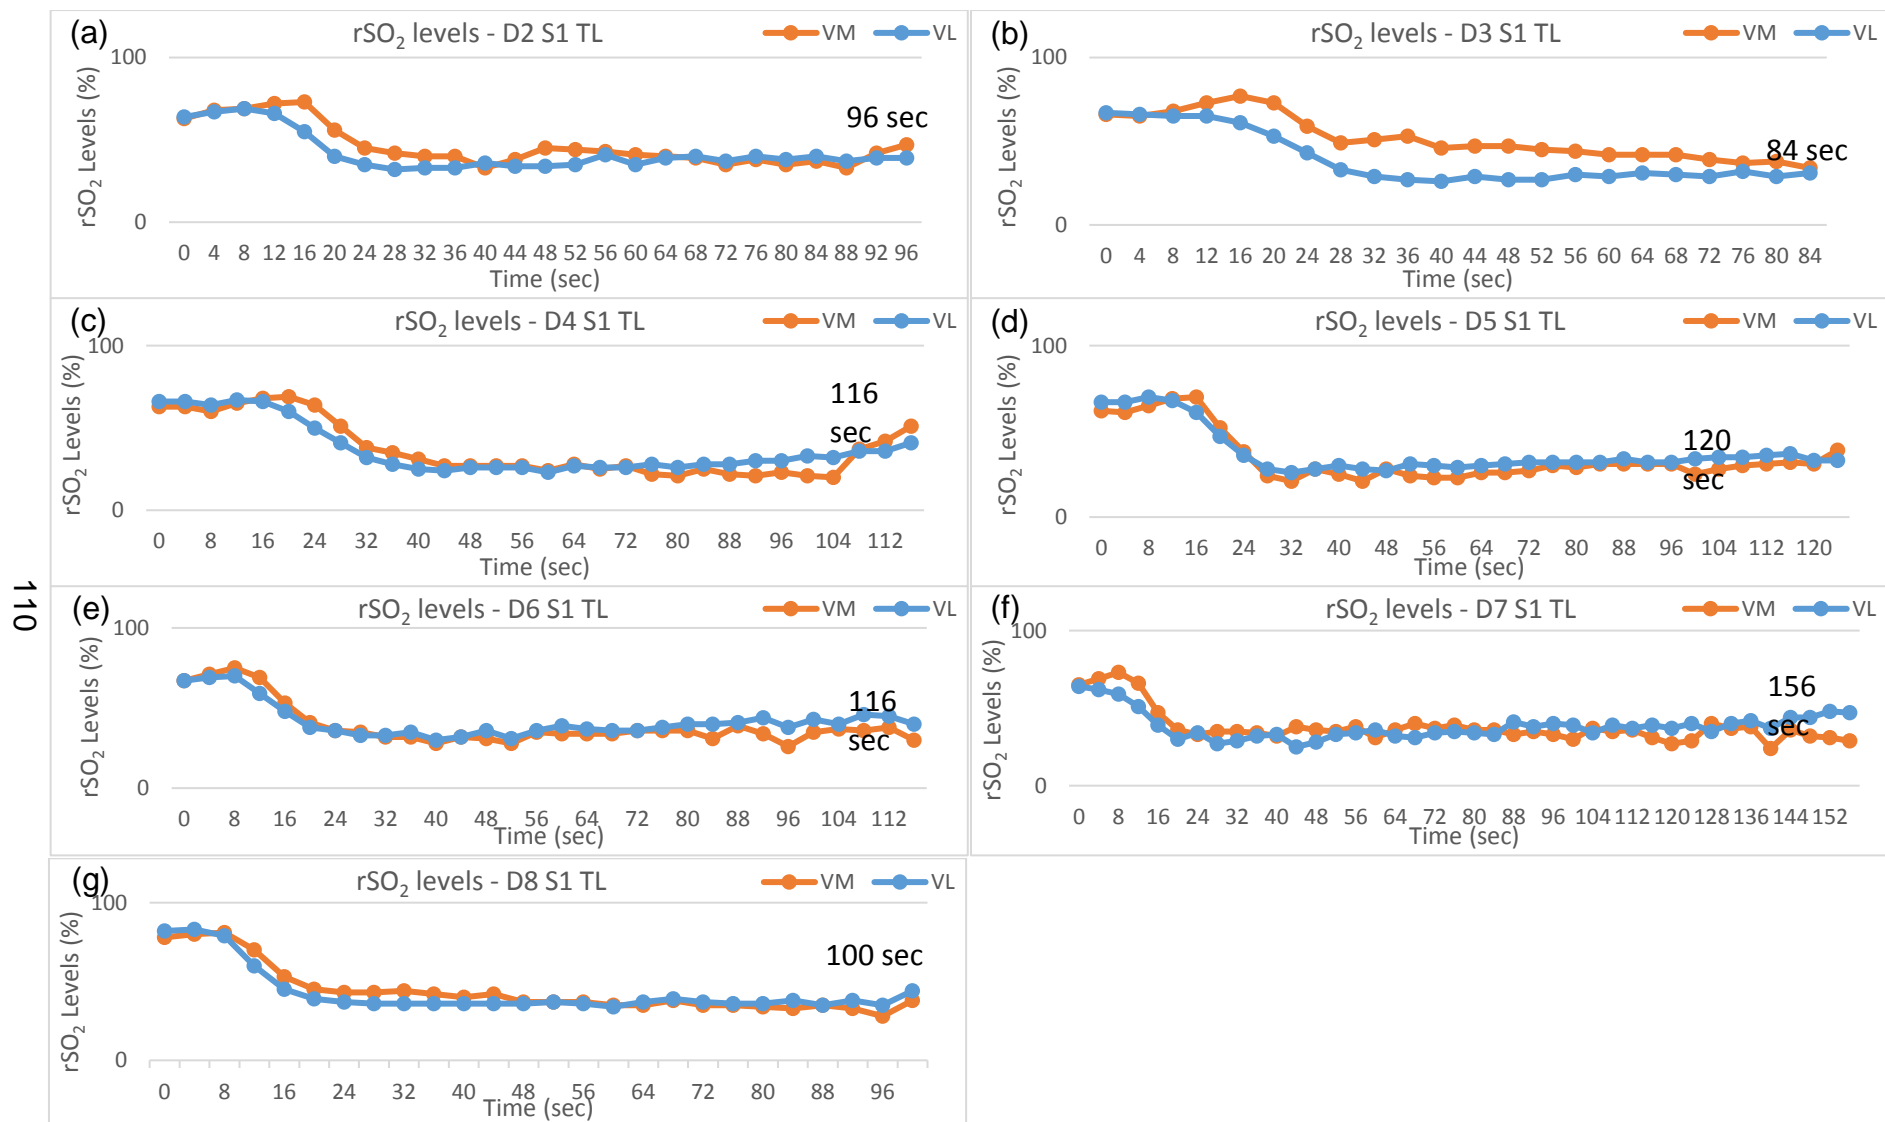 (a)
rSO2 levels - D2 S1 TL
VM VL
100
96 sec
0
rSO2 Levels (%)
0 4 8 12 16 20 24 28 32 36 40 44 48 52 56 60 64 68 72 76 80 84 88 92 96
Time (sec)
(b)
rSO2 levels - D3 S1 TL
VM VL
100
84 sec
0
rSO2 Levels (%)
0 4 8 12 16 20 24 28 32 36 40 44 48 52 56 60 64 68 72 76 80 84
Time (sec)
(c)
rSO2 levels - D4 S1 TL
VM VL
100
116
sec
0
rSO2 Levels (%)
0 8 16 24 32 40 48 56 64 72 80 88 96 104 112
Time (sec)
(d)
rSO2 levels - D5 S1 TL
VM VL
100
120
sec
0
rSO2 Levels (%)
0 8 16 24 32 40 48 56 64 72 80 88 96 104 112 120
Time (sec)
110
(e)
rSO2 levels - D6 S1 TL
VM VL
100
116
sec
0
rSO2 Levels (%)
0 8 16 24 32 40 48 56 64 72 80 88 96 104 112
Time (sec)
(f)
rSO2 levels - D7 S1 TL
VM VL
100
156
sec
0
rSO2 Levels (%)
0 8 16 24 32 40 48 56 64 72 80 88 96 104 112 120 128 136 144 152
Time (sec)
(g)
rSO2 levels - D8 S1 TL
VM VL
100
100 sec
0
rSO2 Levels (%)
0 8 16 24 32 40 48 56 64 72 80 88 96
Time (sec)